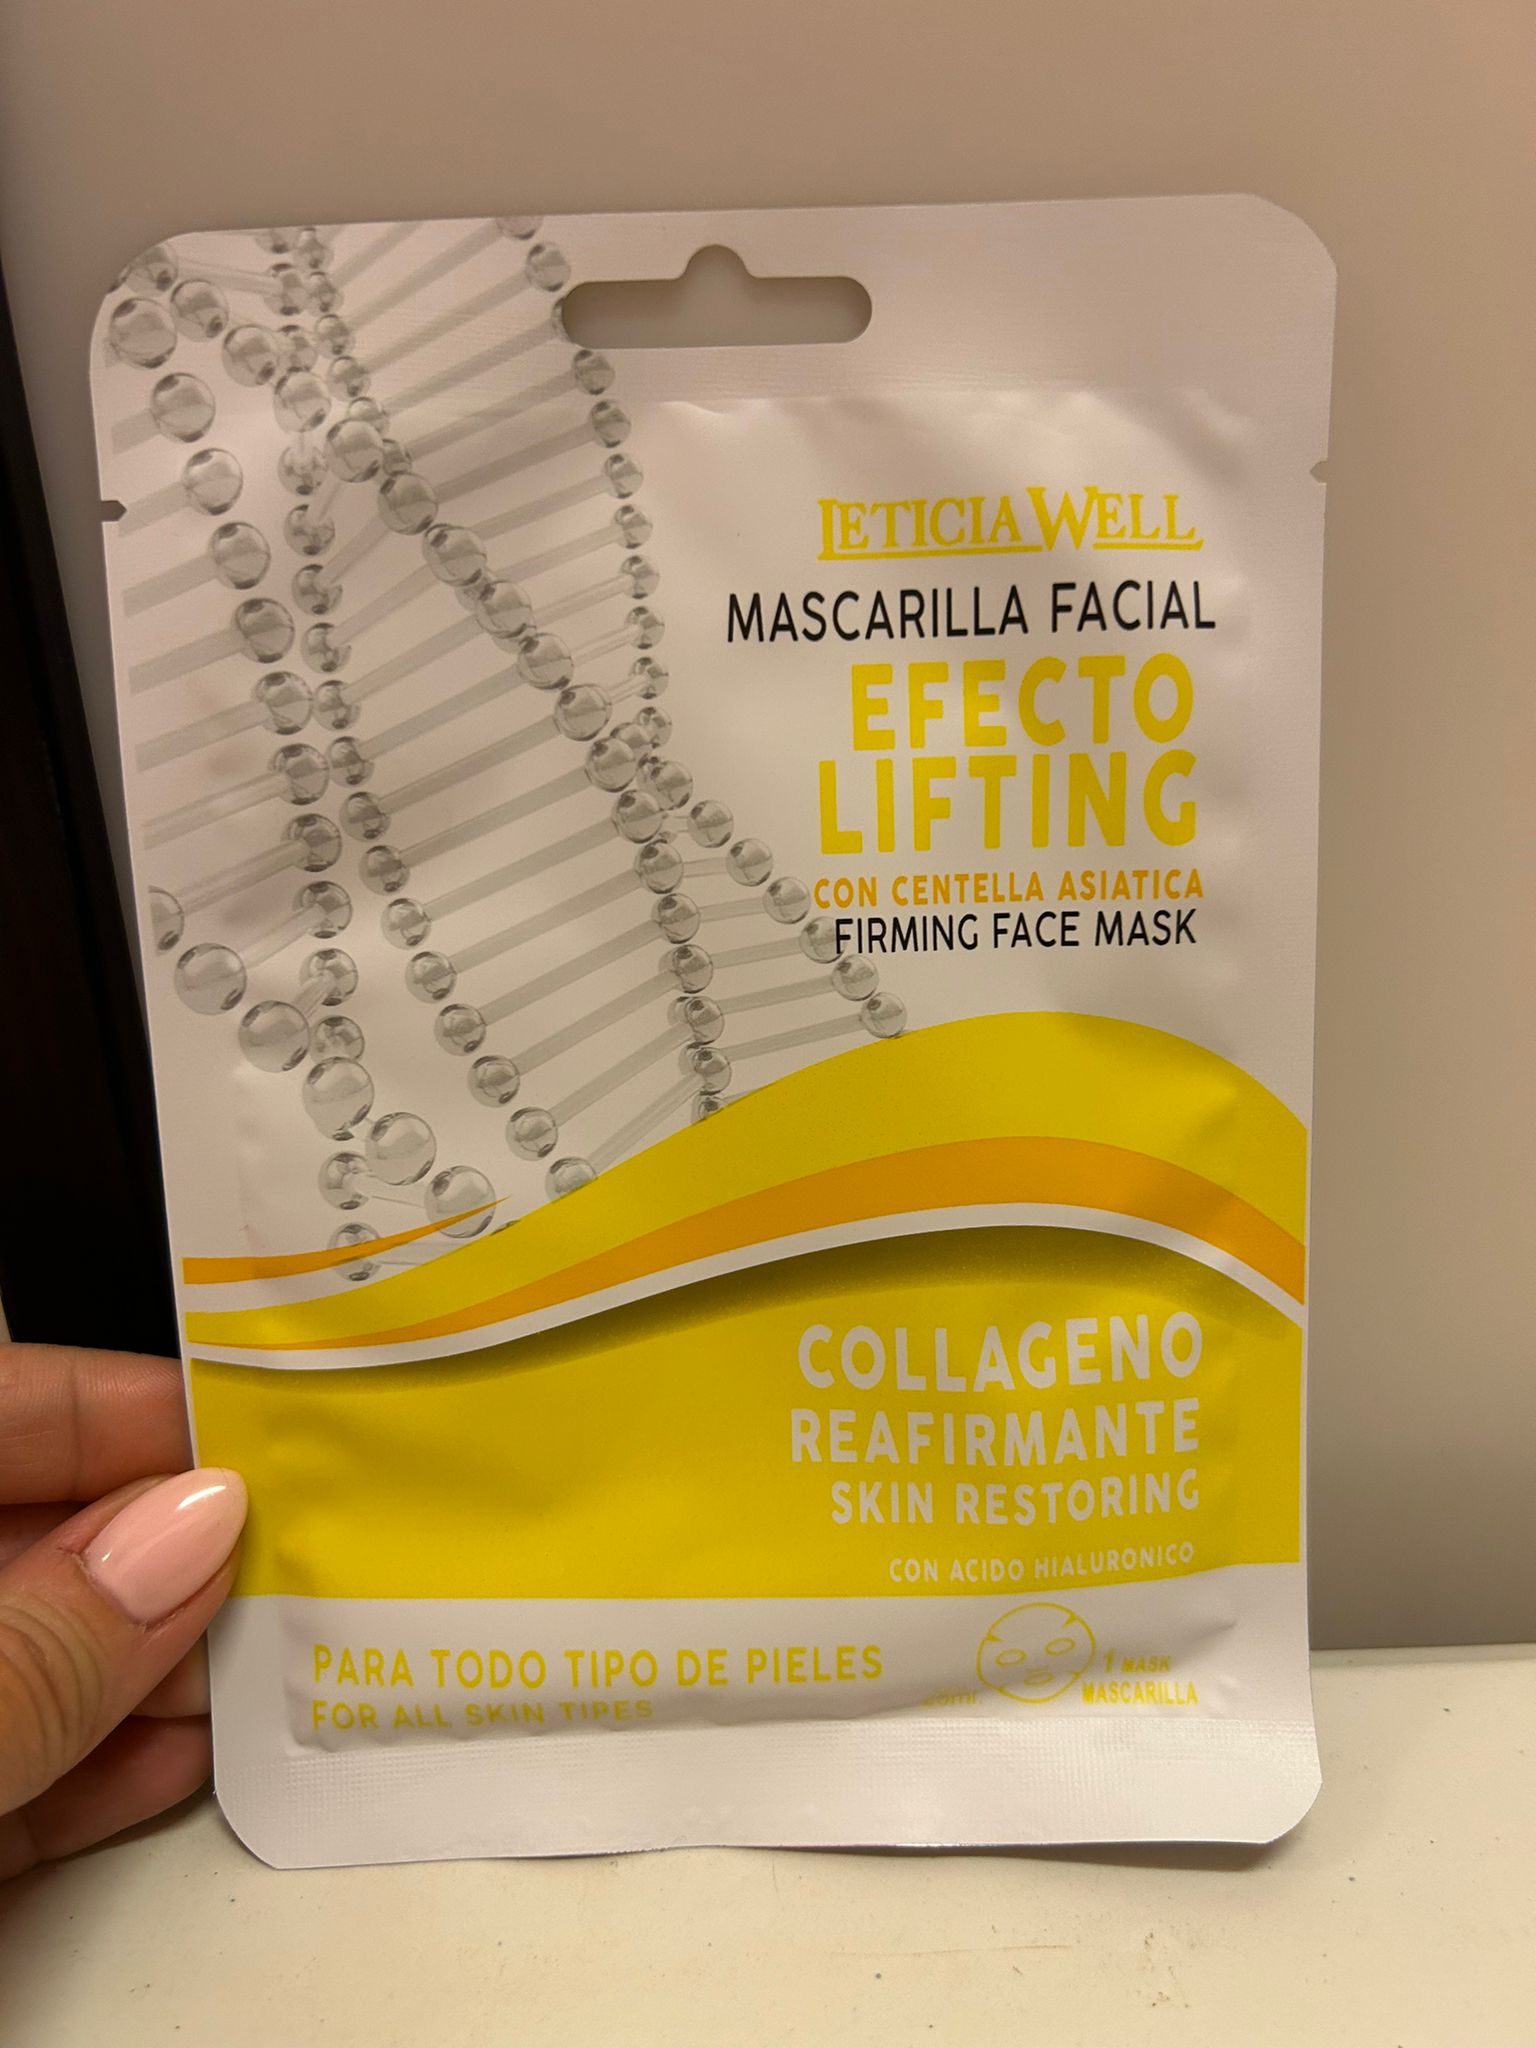 LETICIA WELL
MASCARILLA FACIAL
EFECTO
LIFTING
CON CENTELLA ASIATICA
FIRMING FACE MASK
COLLAGENO
REAFIRMANTE
SKIN RESTORING
CON ACIDO HIALURONICO
PARA TODO TIPO DE PIELES
FOR ALL SKIN TIPES
25ml.
1 MASK
MASCARILLA